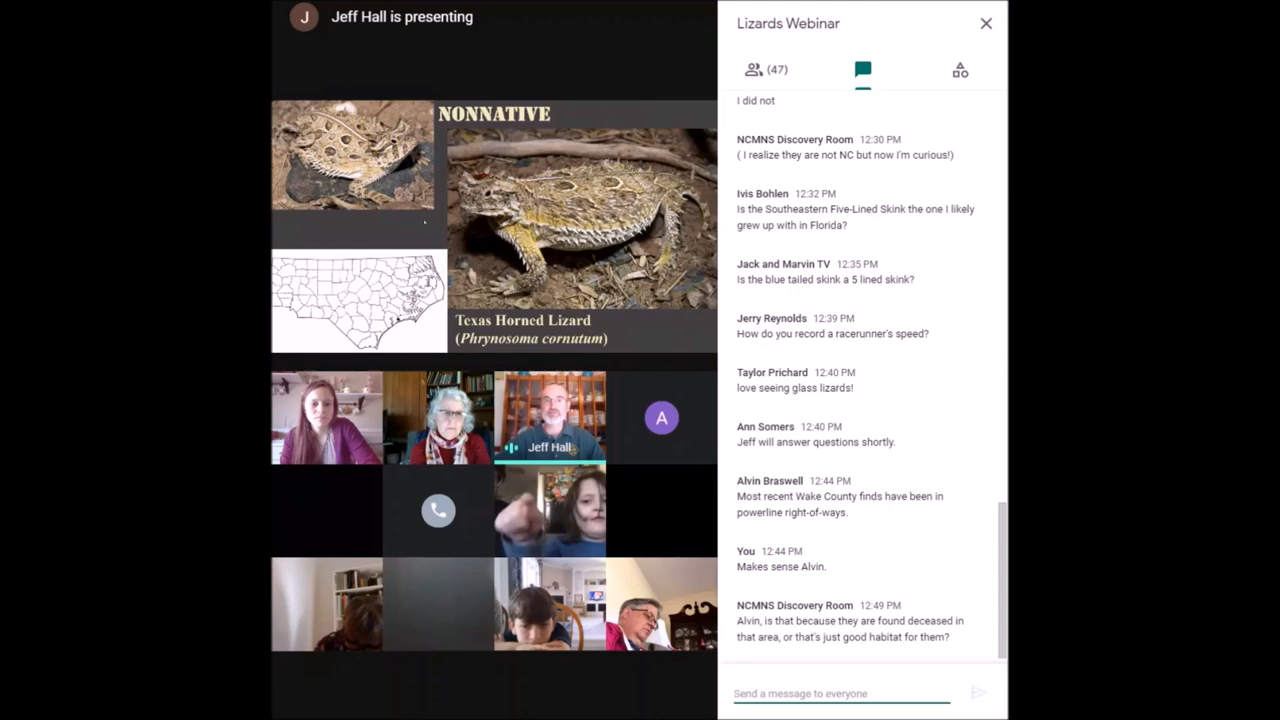 J
Jeff Hall is presenting
NONNATIVE
Texas Horned Lizard
(Phrynosoma cornutum)
Jeff Hall
A
Lizards Webinar
(47)
I did not
NCMNS Discovery Room 12:30 PM
( I realize they are not NC but now I'm curious!)
Ivis Bohlen 12:32 PM
Is the Southeastern Five-Lined Skink the one I likely
grew up with in Florida?
Jack and Marvin TV 12:35 PM
Is the blue tailed skink a 5 lined skink?
Jerry Reynolds 12:39 PM
How do you record a racerunner's speed?
Taylor Prichard 12:40 PM
love seeing glass lizards!
Ann Somers 12:40 PM
Jeff will answer questions shortly.
Alvin Braswell 12:44 PM
Most recent Wake County finds have been in
powerline right-of-ways.
You 12:44 PM
Makes sense Alvin.
NCMNS Discovery Room 12:49 PM
Alvin, is that because they are found deceased in
that area, or that's just good habitat for them?
Send a message to everyone